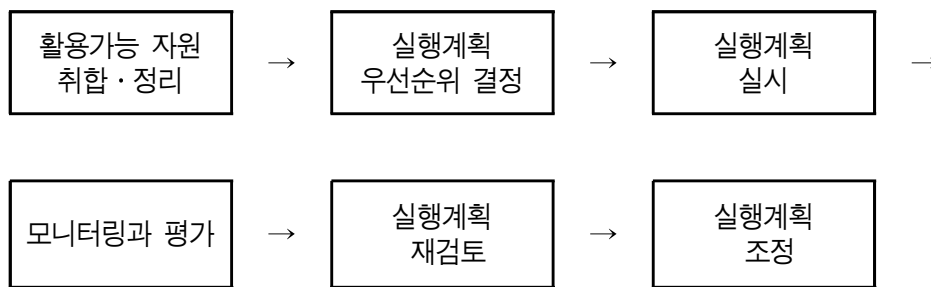 활용가능 자원
취합·정리
→
실행계획
우선순위 결정
→
실행계획
실시
→
모니터링과 평가
→
실행계획
재검토
→
실행계획
조정